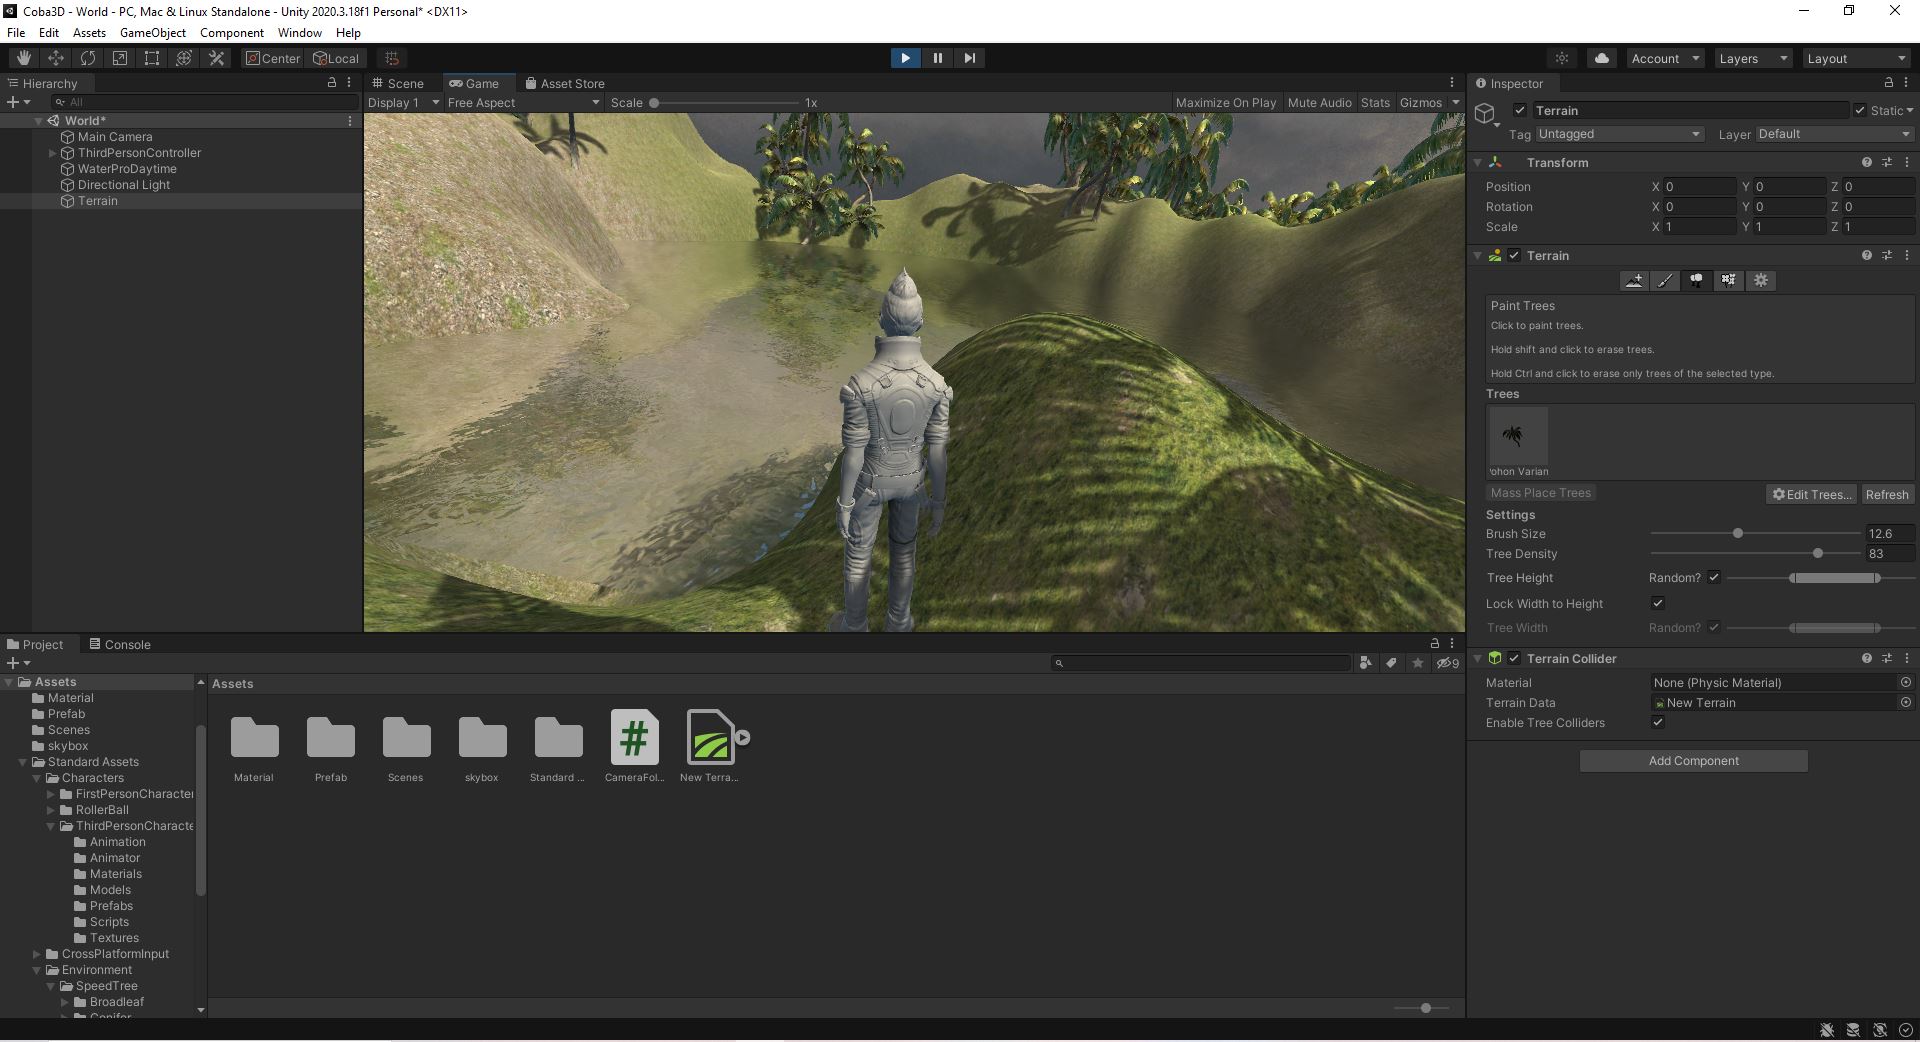 Coba3D - World - PC, Mac & Linux Standalone - Unity 2020.3.18f1 Personal* <DX11>
File Edit Assets GameObject Component Window Help
Center Local Account Layers Layout
Hierarchy
All
World*
Main Camera
ThirdPersonController
WaterProDaytime
Directional Light
Terrain
Scene Game Asset Store
Display 1 Free Aspect Scale 1x Maximize On Play Mute Audio Stats Gizmos
Inspector
Terrain Static
Tag Untagged Layer Default
Transform
Position X 0 Y 0 Z 0
Rotation X 0 Y 0 Z 0
Scale X 1 Y 1 Z 1
Terrain
Paint Trees
Click to paint trees.
Hold shift and click to erase trees.
Hold Ctrl and click to erase only trees of the selected type.
Trees
ohon Varian
Mass Place Trees Edit Trees... Refresh
Settings
Brush Size 12.6
Tree Density 83
Tree Height Random?
Lock Width to Height
Tree Width Random?
Terrain Collider
Material None (Physic Material)
Terrain Data New Terrain
Enable Tree Colliders
Add Component
Project Console
9
Assets
Material
Prefab
Scenes
skybox
Standard Assets
Characters
FirstPersonCharacter
RollerBall
ThirdPersonCharacte
Animation
Animator
Materials
Models
Prefabs
Scripts
Textures
CrossPlatformInput
Environment
SpeedTree
Broadleaf
Conifer
Assets
#
Material Prefab Scenes skybox Standard ... CameraFol... New Terra...